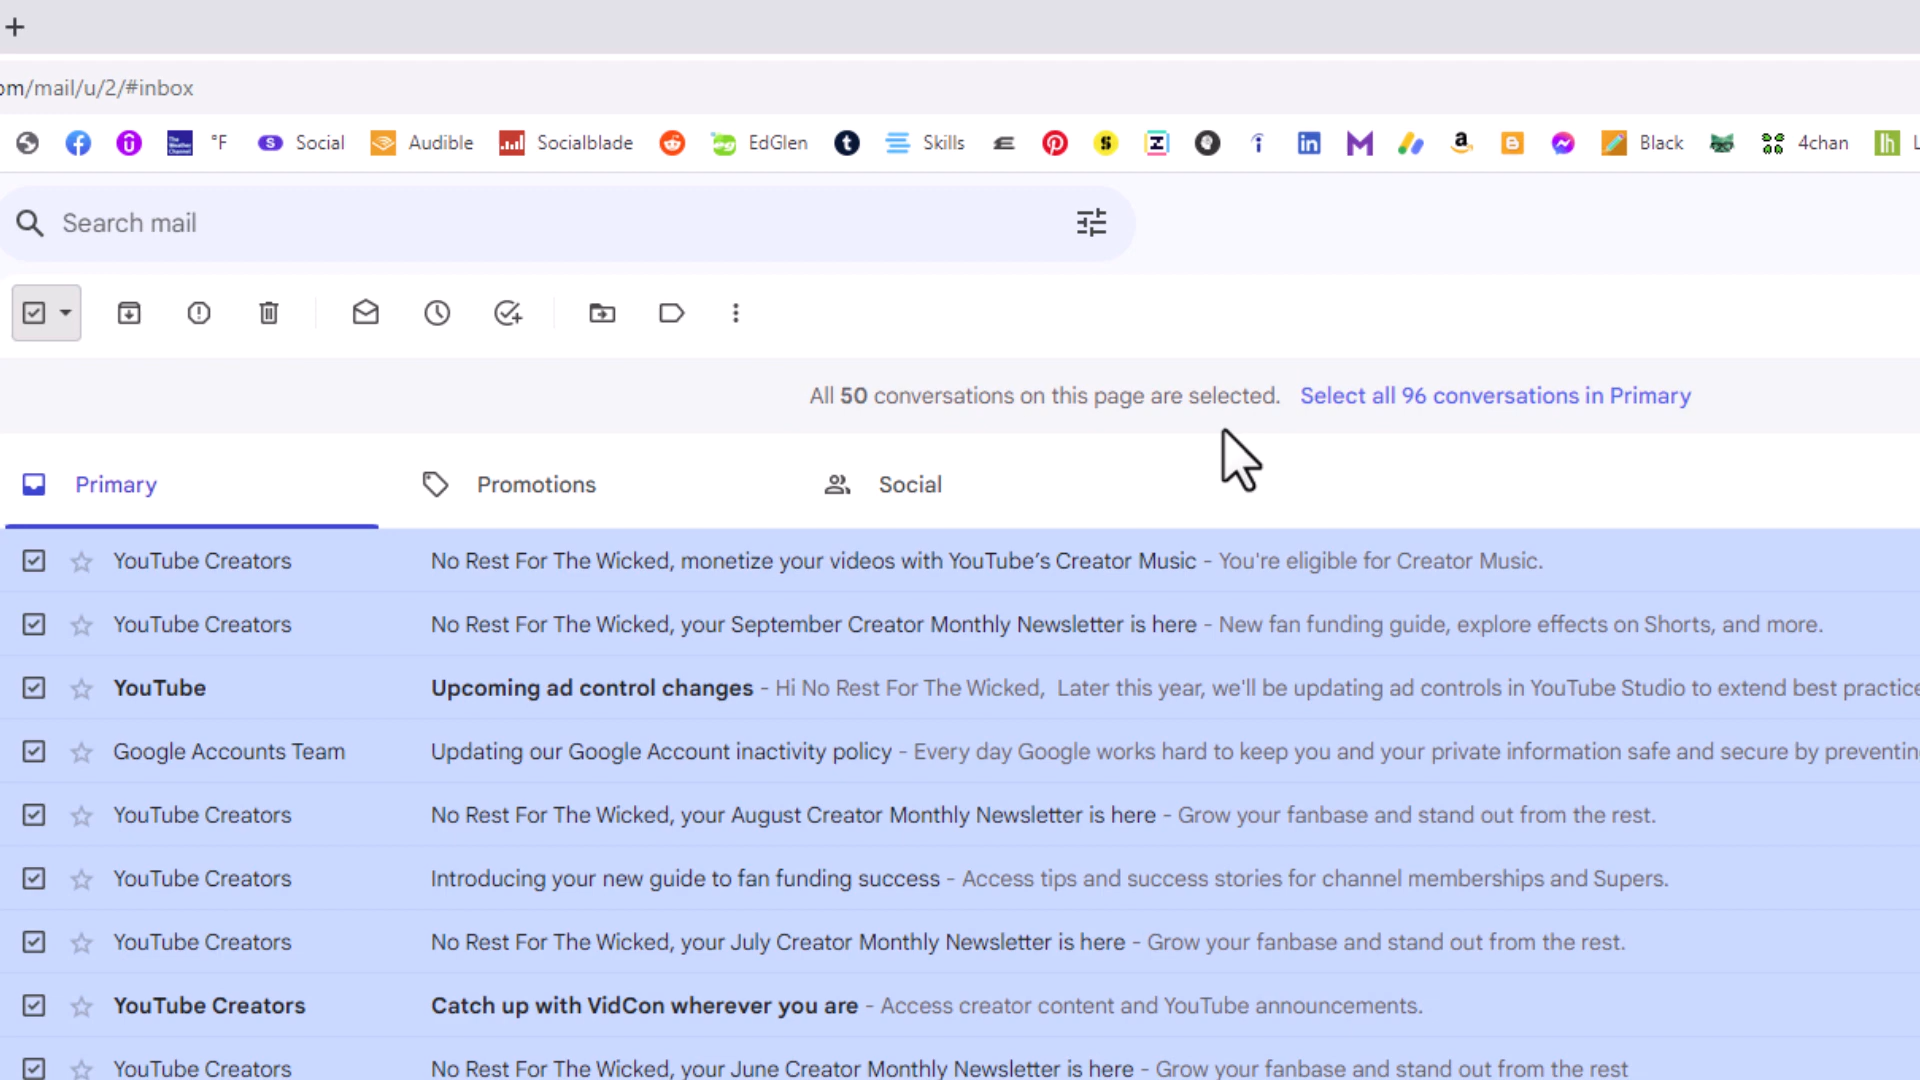 +
om/mail/u/2/#inbox
The Weather Channel °F S Social Audible Socialblade eg EdGlen t Skills Pinterest
Search mail
All 50 conversations on this page are selected. Select all 96 conversations in Primary
Primary Promotions Social
YouTube Creators No Rest For The Wicked, monetize your videos with YouTube’s Creator Music - You're eligible for Creator Music.
YouTube Creators No Rest For The Wicked, your September Creator Monthly Newsletter is here - New fan funding guide, explore effects on Shorts, and more.
YouTube Upcoming ad control changes - Hi No Rest For The Wicked, Later this year, we'll be updating ad controls in YouTube Studio to extend best practice
Google Accounts Team Updating our Google Account inactivity policy - Every day Google works hard to keep you and your private information safe and secure by preventin
YouTube Creators No Rest For The Wicked, your August Creator Monthly Newsletter is here - Grow your fanbase and stand out from the rest.
YouTube Creators Introducing your new guide to fan funding success - Access tips and success stories for channel memberships and Supers.
YouTube Creators No Rest For The Wicked, your July Creator Monthly Newsletter is here - Grow your fanbase and stand out from the rest.
YouTube Creators Catch up with VidCon wherever you are - Access creator content and YouTube announcements.
YouTube Creators No Rest For The Wicked, your June Creator Monthly Newsletter is here - Grow your fanbase and stand out from the rest